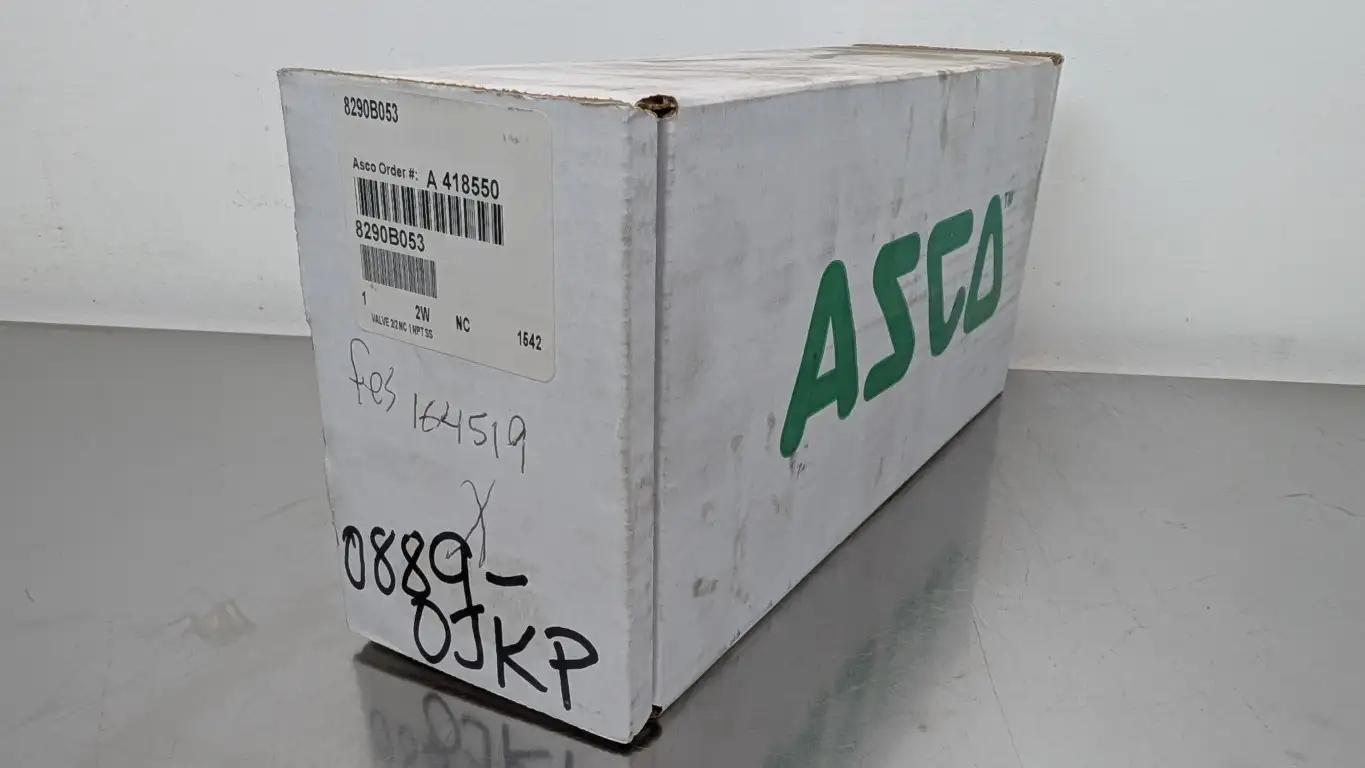 8290B053
Asco Order #: A 418550
8290B053
1 2W NC
VALVE 2/2 NC 1 NPT SS 1542
fes 164519
X
0889-
OJKP
ASCO™